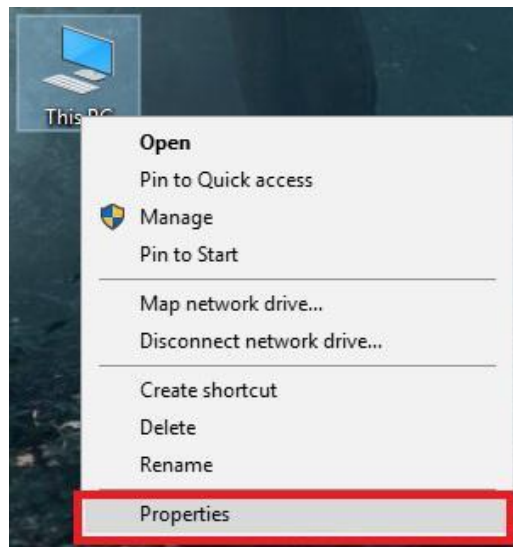 This PC
Open
Pin to Quick access
Manage
Pin to Start
Map network drive...
Disconnect network drive...
Create shortcut
Delete
Rename
Properties